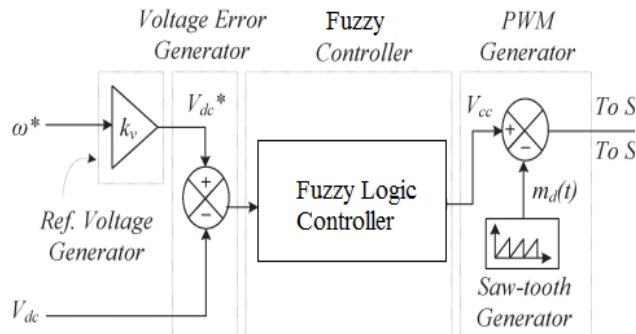 Voltage Error
Generator
Fuzzy
Controller
PWM
Generator
ω*
k_v
V_dc*
+
−
Ref. Voltage
Generator
V_dc
Fuzzy Logic
Controller
V_cc
+
−
To S
To S
m_d(t)
Saw-tooth
Generator